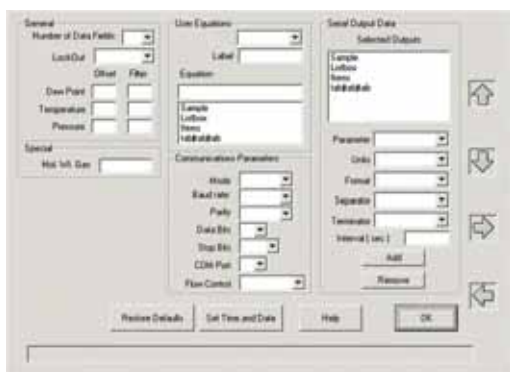 General
Number of Data Fields
LockOut
Offset Filter
Dew Point
Temperature
Pressure
Special
Mol. Wt. Gas
User Equations
Label
Equation
Sample
Listbox
Items
Communications Parameters
Mode
Baud rate
Parity
Data Bits
Stop Bits
COM Port
Flow Control
Serial Output Data
Selected Outputs
Sample
Listbox
Items
Parameter
Units
Format
Separator
Terminator
Interval ( sec )
Add
Remove
Restore Defaults
Set Time and Date
Help
OK